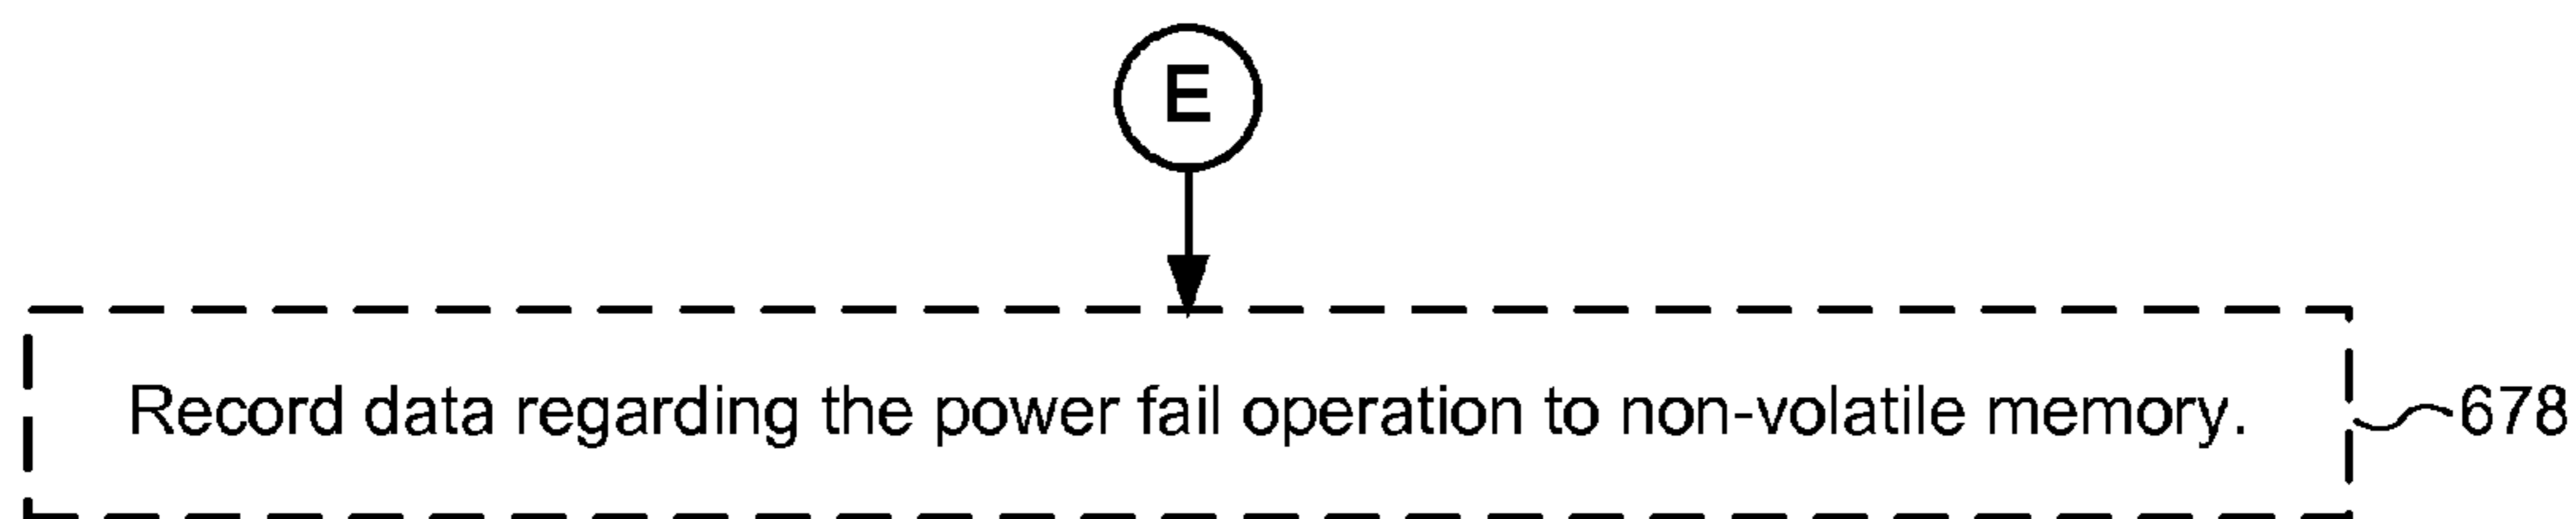 E
Record data regarding the power fail operation to non-volatile memory.
678